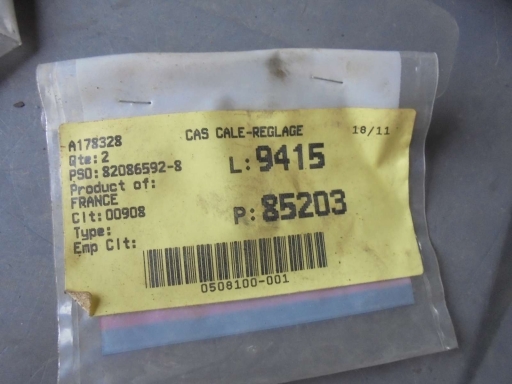 A178328
CAS CALE-REGLAGE
18/11
Qte: 2
L: 9415
PSO: 82086592-8
Product of:
FRANCE
P: 85203
Clt: 00908
Type:
Emp Clt:
0508100-001